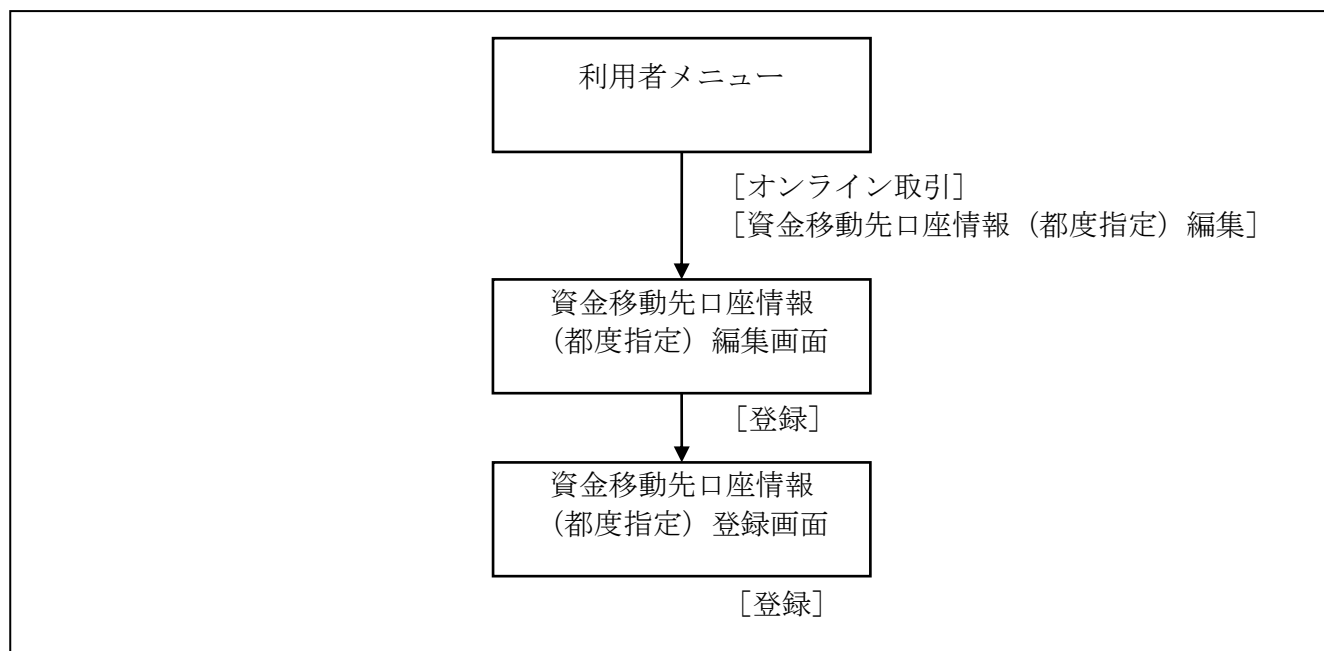 利用者メニュー
［オンライン取引］
［資金移動先口座情報（都度指定）編集］
資金移動先口座情報
（都度指定）編集画面
［登録］
資金移動先口座情報
（都度指定）登録画面
［登録］